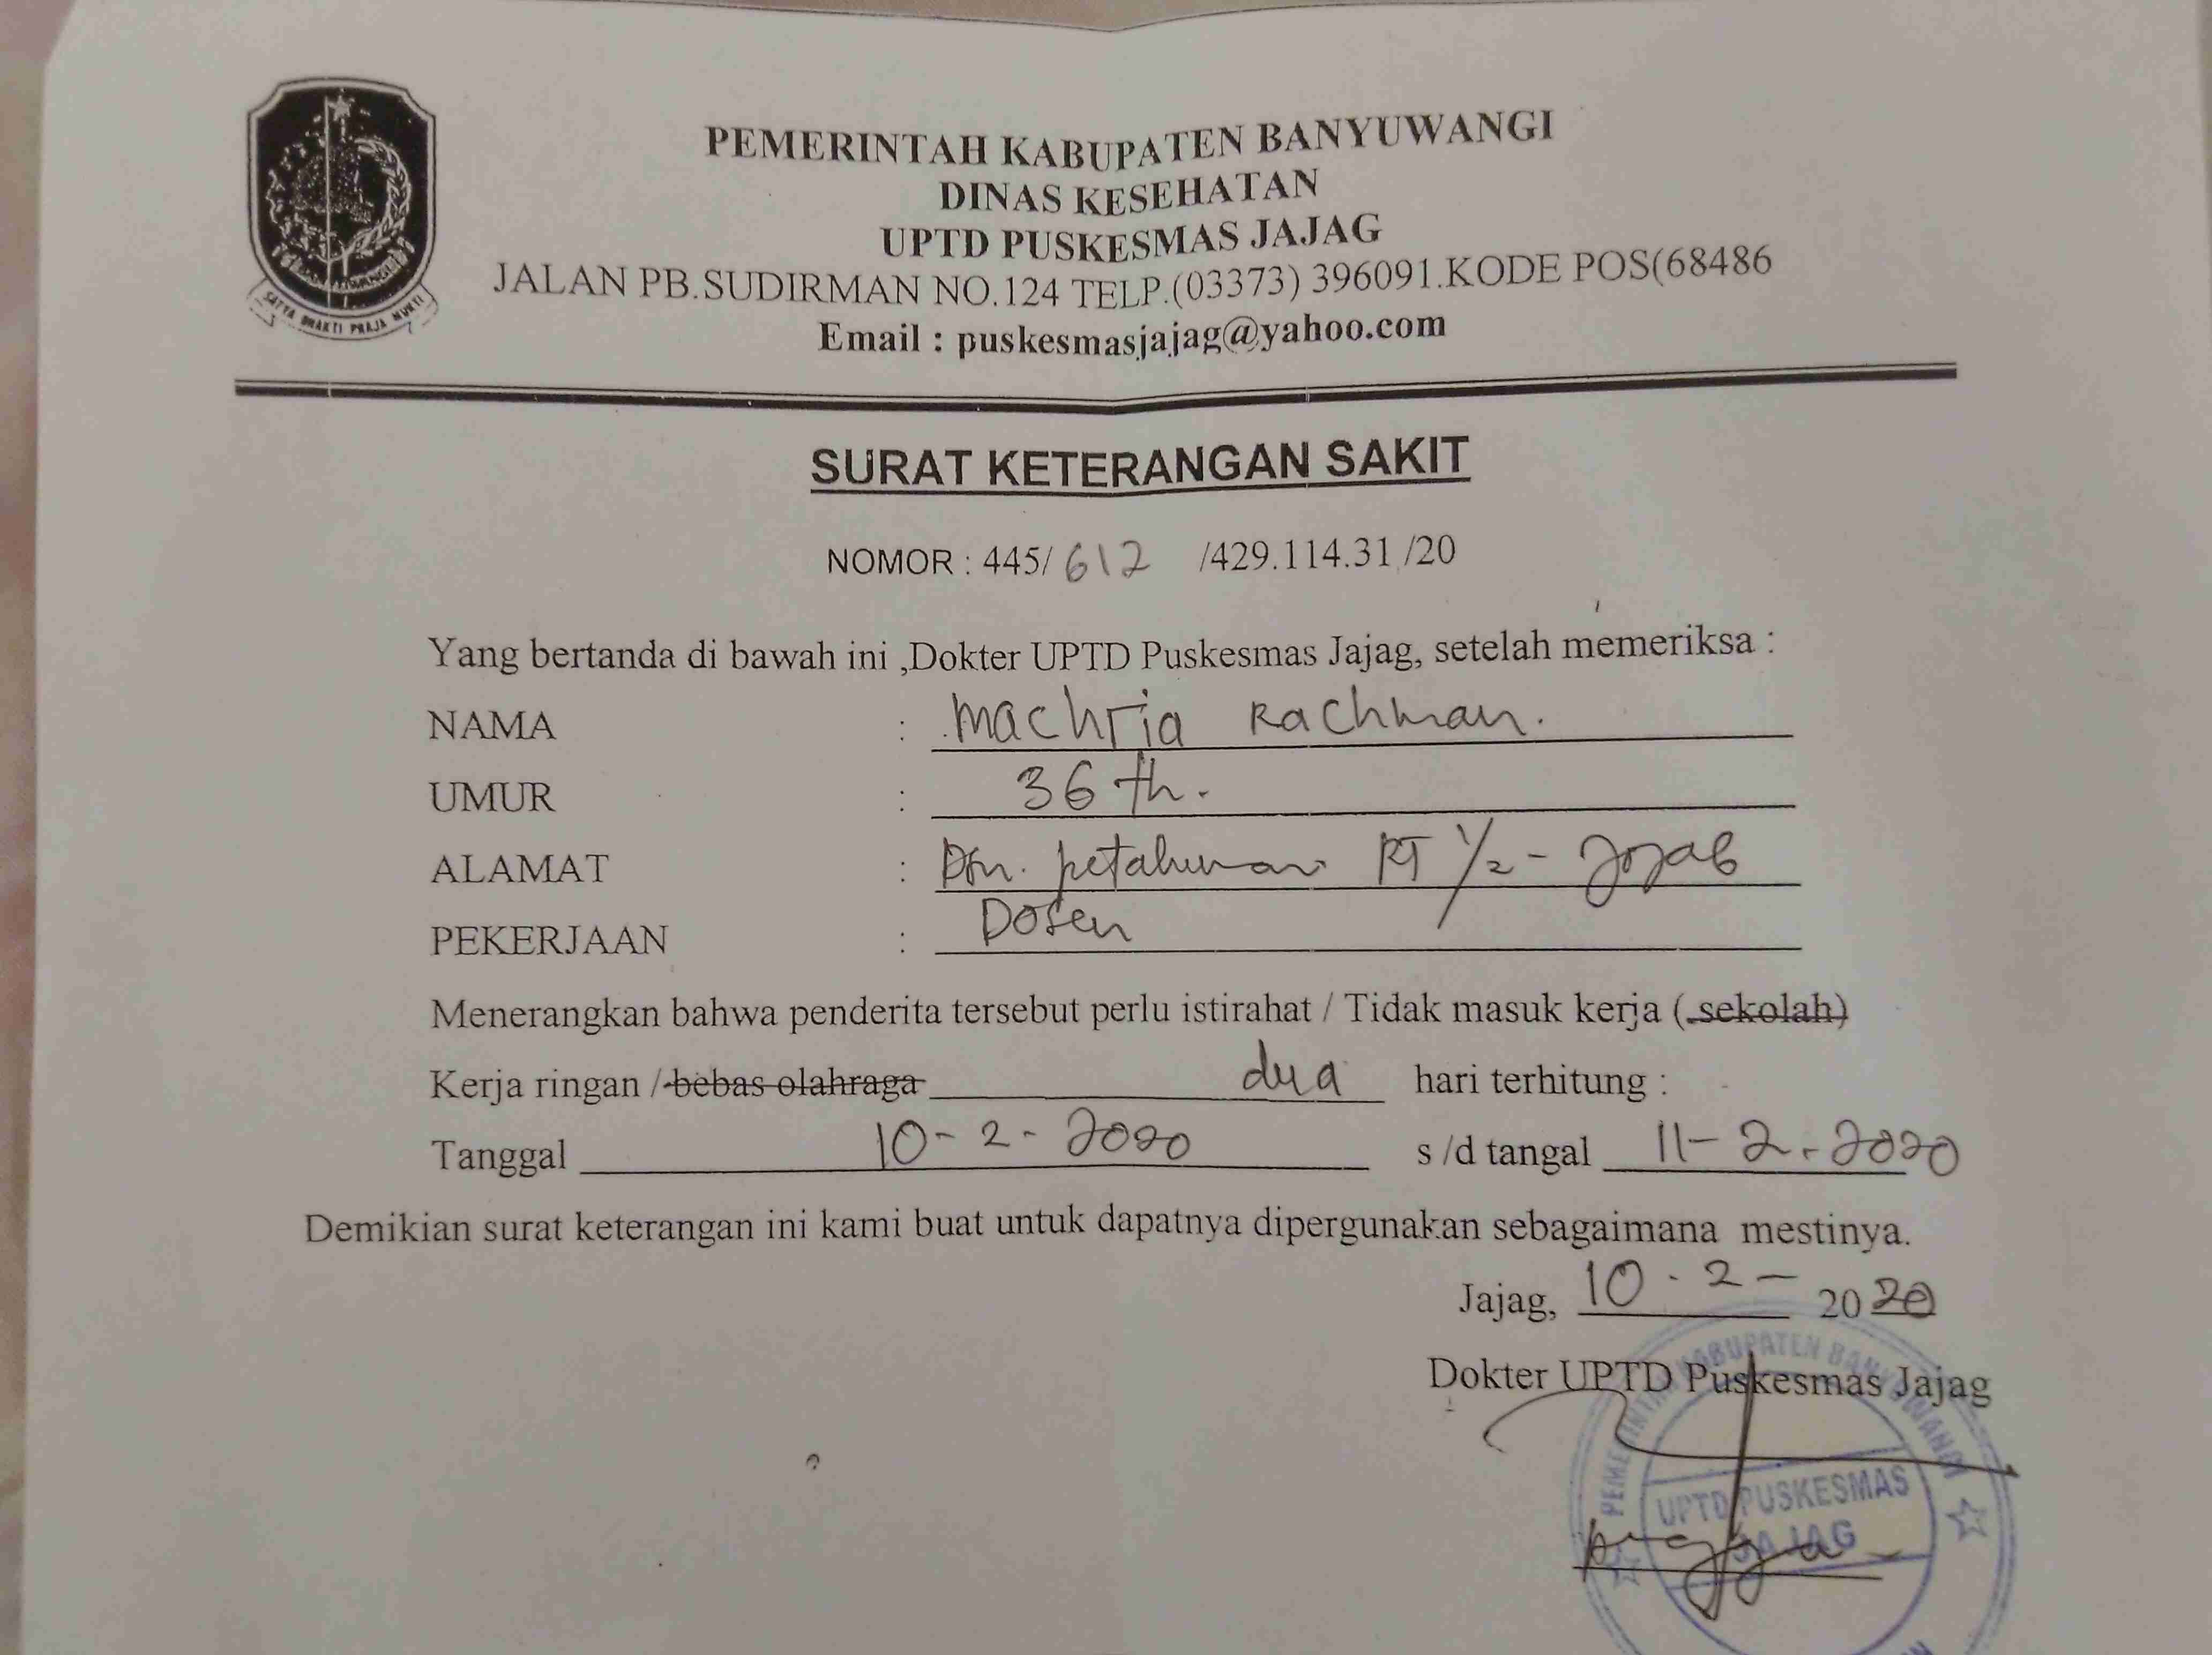 PEMERINTAH KABUPATEN BANYUWANGI
DINAS KESEHATAN
UPTD PUSKESMAS JAJAG
JALAN PB.SUDIRMAN NO.124 TELP.(03373) 396091.KODE POS(68486
Email : puskesmasjajag@yahoo.com
SATYA BHAKTI PRAJA MUKTI
SURAT KETERANGAN SAKIT
NOMOR : 445/ 612 /429.114.31 /20
Yang bertanda di bawah ini ,Dokter UPTD Puskesmas Jajag, setelah memeriksa :
NAMA : Machria Rachman.
UMUR : 36 th.
ALAMAT : Dsn. petahunan RT 1/2 - Jajag
PEKERJAAN : Dosen
Menerangkan bahwa penderita tersebut perlu istirahat / Tidak masuk kerja ( sekolah)
Kerja ringan / bebas olahraga dua hari terhitung :
Tanggal 10 - 2 - 2020 s /d tangal 11 - 2 - 2020
Demikian surat keterangan ini kami buat untuk dapatnya dipergunakan sebagaimana mestinya.
Jajag, 10 - 2 - 2020
Dokter UPTD Puskesmas Jajag
KABUPATEN BANYUWANGI
UPTD PUSKESMAS
JAJAG